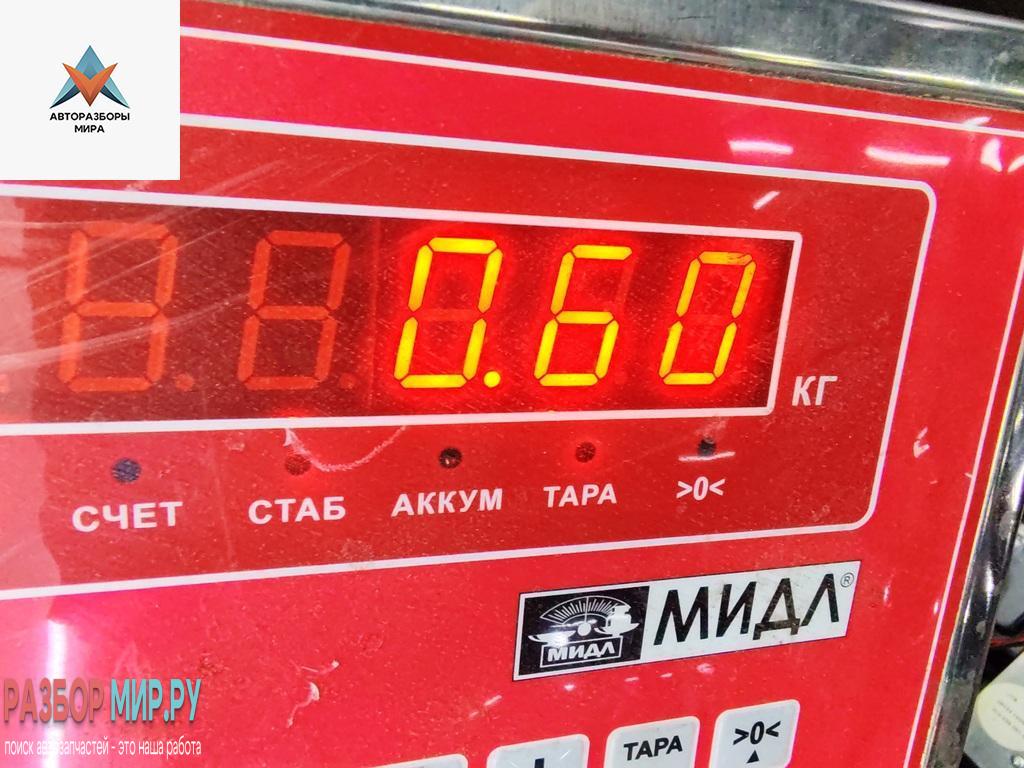 АВТОРАЗБОРЫ
МИРА
0.60
КГ
СЧЕТ СТАБ АККУМ ТАРА >0<
МИДЛ МИДЛ®
РАЗБОР МИР.РУ
поиск автозапчастей - это наша работа
ТАРА >0<